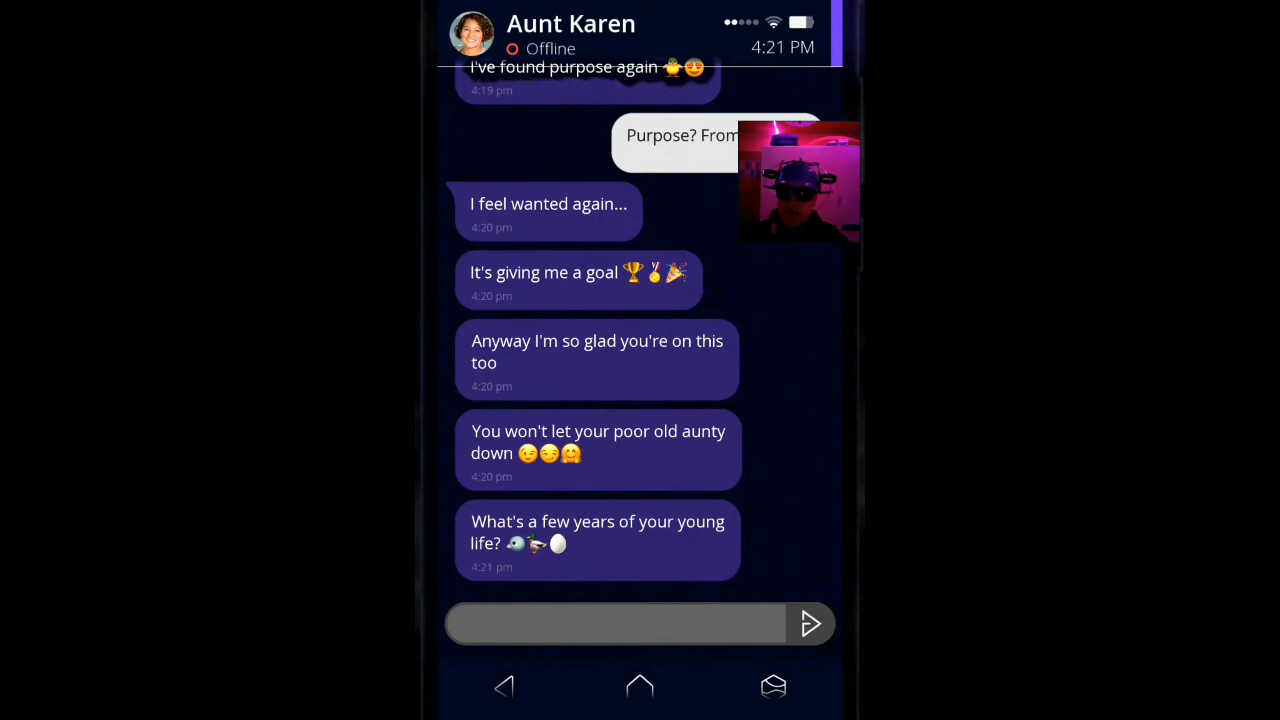 Aunt Karen
Offline
4:21 PM
I've found purpose again 🐥😍
4:19 pm
Purpose? From
I feel wanted again...
4:20 pm
It's giving me a goal 🏆🏅🎉
4:20 pm
Anyway I'm so glad you're on this
too
4:20 pm
You won't let your poor old aunty
down 😉😏🤗
4:20 pm
What's a few years of your young
life? 🐦🦆🥚
4:21 pm